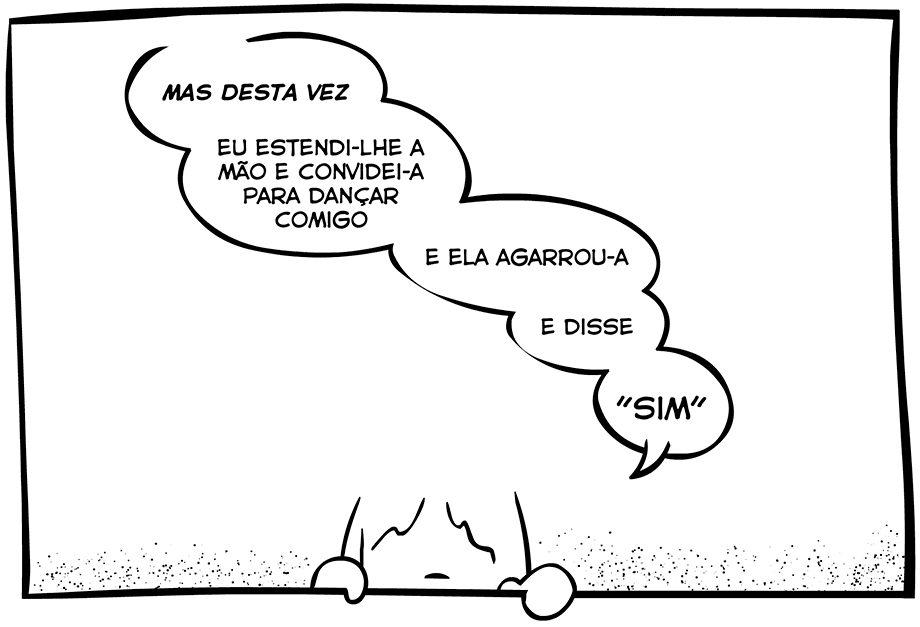 MAS DESTA VEZ
EU ESTENDI-LHE A
MÃO E CONVIDEI-A
PARA DANÇAR
COMIGO
E ELA AGARROU-A
E DISSE
"SIM"